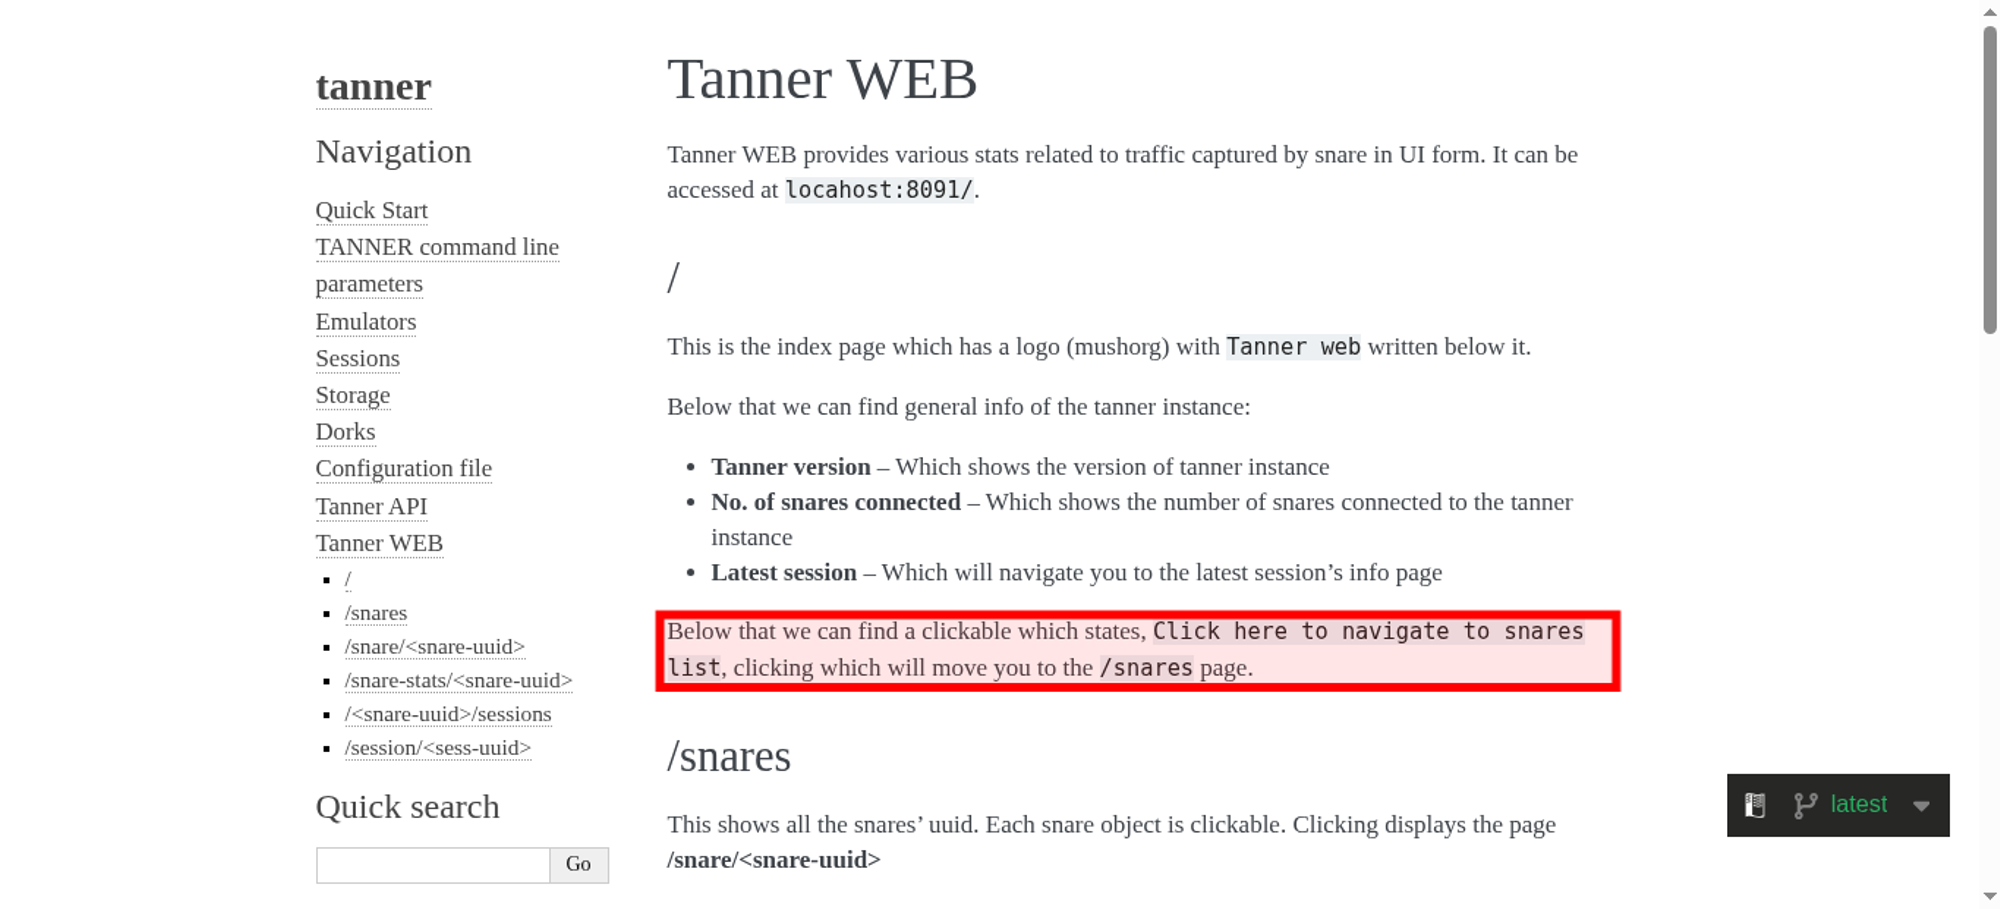 tanner
Navigation
Quick Start
TANNER command line
parameters
Emulators
Sessions
Storage
Dorks
Configuration file
Tanner API
Tanner WEB
/
/snares
/snare/<snare-uuid>
/snare-stats/<snare-uuid>
/<snare-uuid>/sessions
/session/<sess-uuid>
Quick search
Go
Tanner WEB
Tanner WEB provides various stats related to traffic captured by snare in UI form. It can be
accessed at locahost:8091/.
/
This is the index page which has a logo (mushorg) with Tanner web written below it.
Below that we can find general info of the tanner instance:
• Tanner version – Which shows the version of tanner instance
• No. of snares connected – Which shows the number of snares connected to the tanner
instance
• Latest session – Which will navigate you to the latest session’s info page
Below that we can find a clickable which states, Click here to navigate to snares
list, clicking which will move you to the /snares page.
/snares
This shows all the snares’ uuid. Each snare object is clickable. Clicking displays the page
/snare/<snare-uuid>
latest